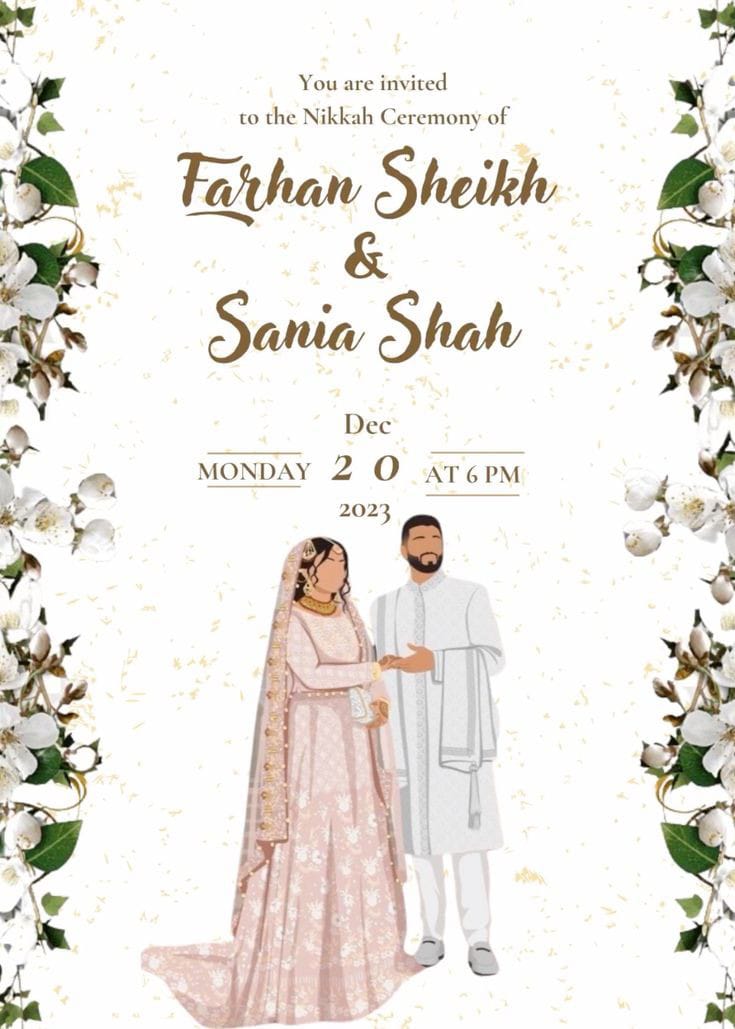 You are invited
to the Nikkah Ceremony of
Farhan Sheikh
&
Sania Shah
Dec
MONDAY 20 AT 6 PM
2023